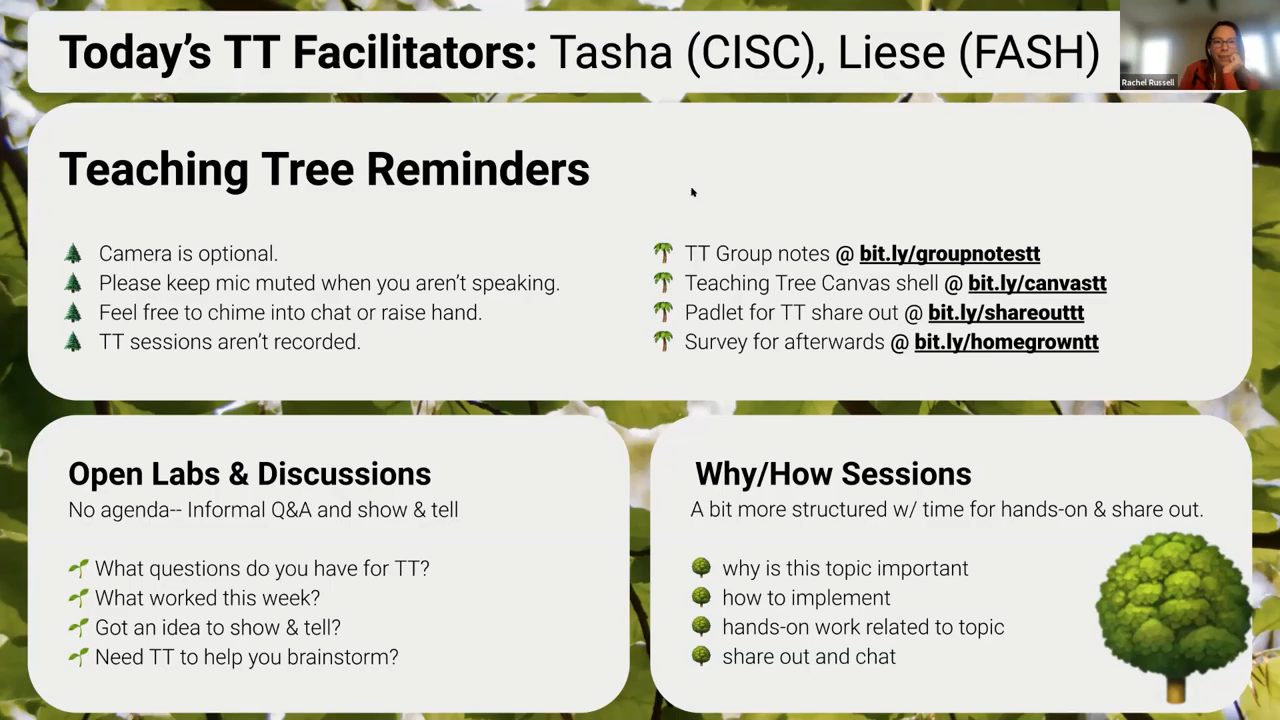 Today’s TT Facilitators: Tasha (CISC), Liese (FASH)
Rachel Russell
Teaching Tree Reminders
Camera is optional.
Please keep mic muted when you aren’t speaking.
Feel free to chime into chat or raise hand.
TT sessions aren’t recorded.
TT Group notes @ bit.ly/groupnotestt
Teaching Tree Canvas shell @ bit.ly/canvastt
Padlet for TT share out @ bit.ly/shareouttt
Survey for afterwards @ bit.ly/homegrowntt
Open Labs & Discussions
No agenda-- Informal Q&A and show & tell
What questions do you have for TT?
What worked this week?
Got an idea to show & tell?
Need TT to help you brainstorm?
Why/How Sessions
A bit more structured w/ time for hands-on & share out.
why is this topic important
how to implement
hands-on work related to topic
share out and chat